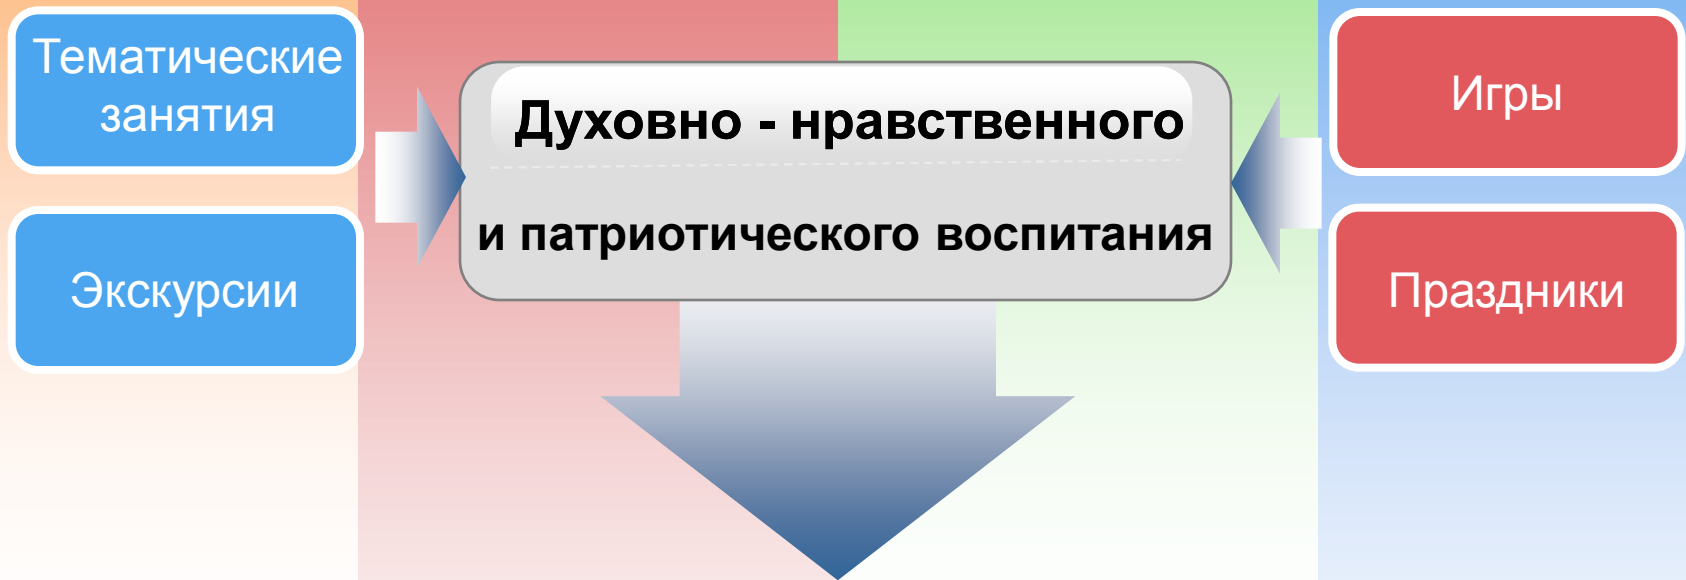 Тематические
занятия
Экскурсии
Духовно - нравственного
и патриотического воспитания
Игры
Праздники